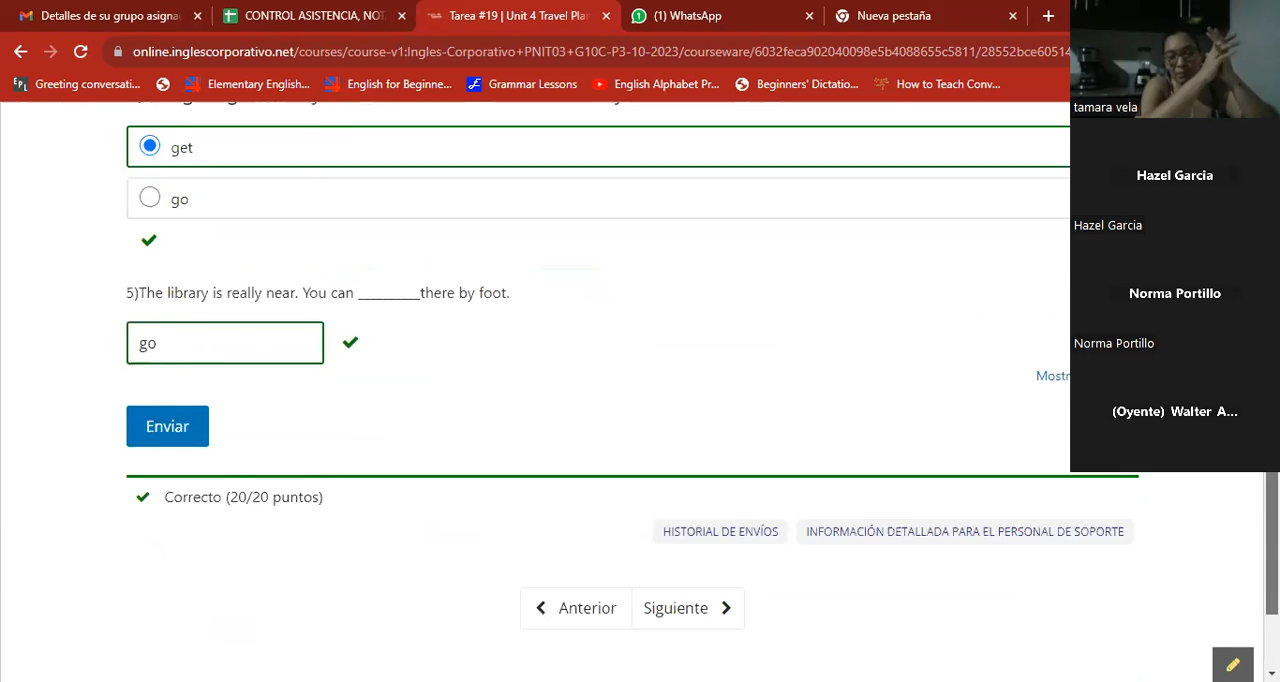 Detalles de su grupo asigna
CONTROL ASISTENCIA, NOT
Tarea #19 | Unit 4 Travel Plan
(1) WhatsApp
Nueva pestaña
online.inglescorporativo.net/courses/course-v1:Ingles-Corporativo+PNIT03+G10C-P3-10-2023/courseware/6032feca902040098e5b4088655c5811/28552bce60514
Greeting conversati...
Elementary English...
English for Beginne...
Grammar Lessons
English Alphabet Pr...
Beginners' Dictatio...
How to Teach Conv...
get
go
5)The library is really near. You can _________there by foot.
go
Mostr
Enviar
Correcto (20/20 puntos)
HISTORIAL DE ENVÍOS
INFORMACIÓN DETALLADA PARA EL PERSONAL DE SOPORTE
Anterior
Siguiente
tamara vela
Hazel Garcia
Hazel Garcia
Norma Portillo
Norma Portillo
(Oyente) Walter A...